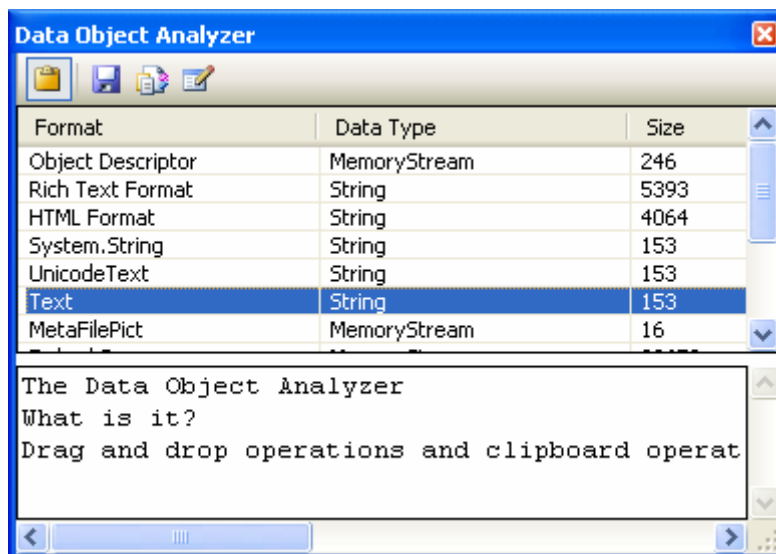 Data Object Analyzer
Format Data Type Size
Object Descriptor MemoryStream 246
Rich Text Format String 5393
HTML Format String 4064
System.String String 153
UnicodeText String 153
Text String 153
MetaFilePict MemoryStream 16
The Data Object Analyzer
What is it?
Drag and drop operations and clipboard operat